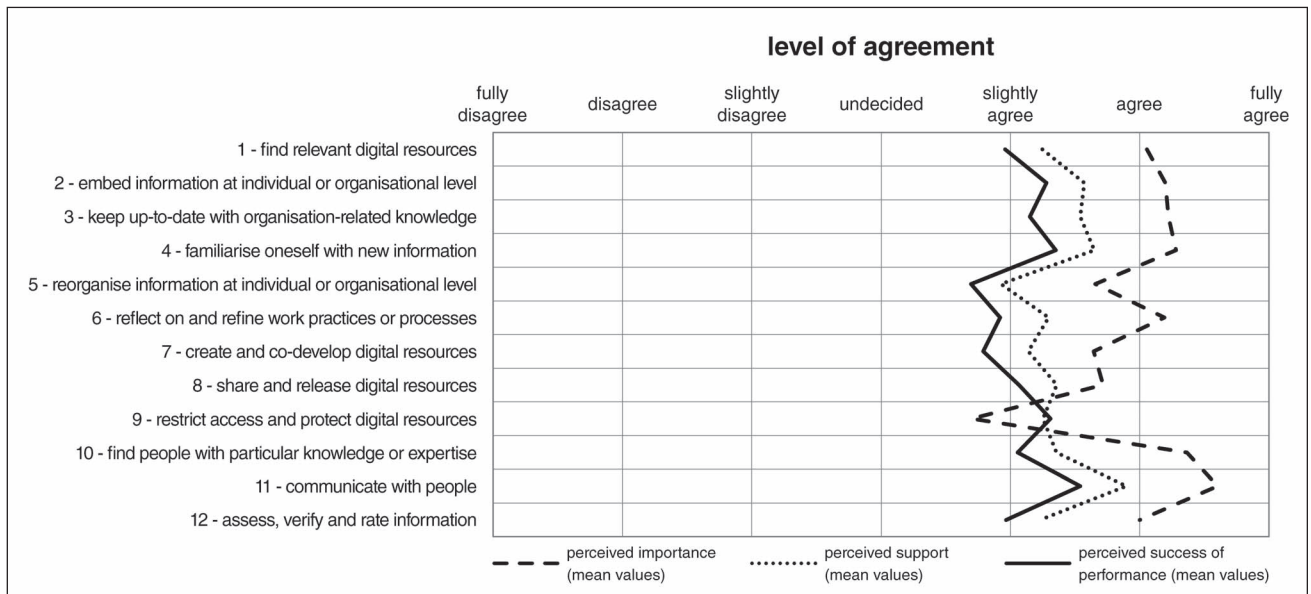 level of agreement
fully disagree
disagree
slightly disagree
undecided
slightly agree
agree
fully agree
1 - find relevant digital resources
2 - embed information at individual or organisational level
3 - keep up-to-date with organisation-related knowledge
4 - familiarise oneself with new information
5 - reorganise information at individual or organisational level
6 - reflect on and refine work practices or processes
7 - create and co-develop digital resources
8 - share and release digital resources
9 - restrict access and protect digital resources
10 - find people with particular knowledge or expertise
11 - communicate with people
12 - assess, verify and rate information
perceived importance
(mean values)
perceived support
(mean values)
perceived success of
performance (mean values)